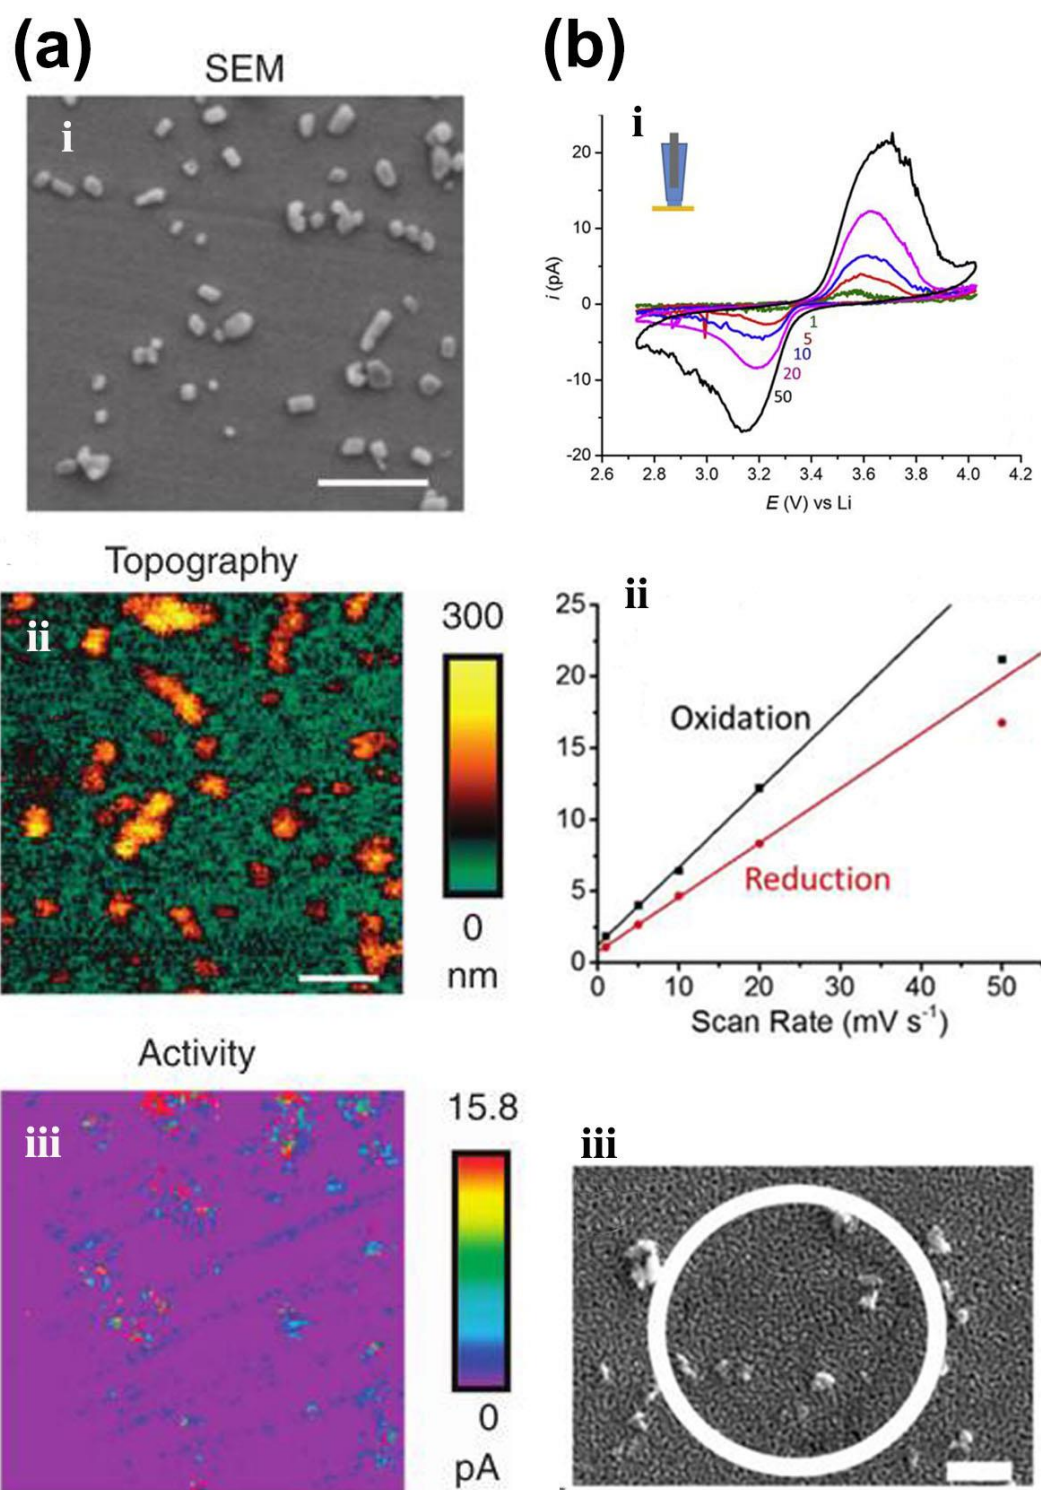 (a)
SEM
i
Topography
ii
300
0
nm
Activity
iii
15.8
0
pA
(b)
i
20
10
0
-10
-20
i (pA)
1
5
10
20
50
2.6 2.8 3.0 3.2 3.4 3.6 3.8 4.0 4.2
E (V) vs Li
ii
25
20
15
10
5
0
Oxidation
Reduction
0 10 20 30 40 50
Scan Rate (mV s⁻¹)
iii